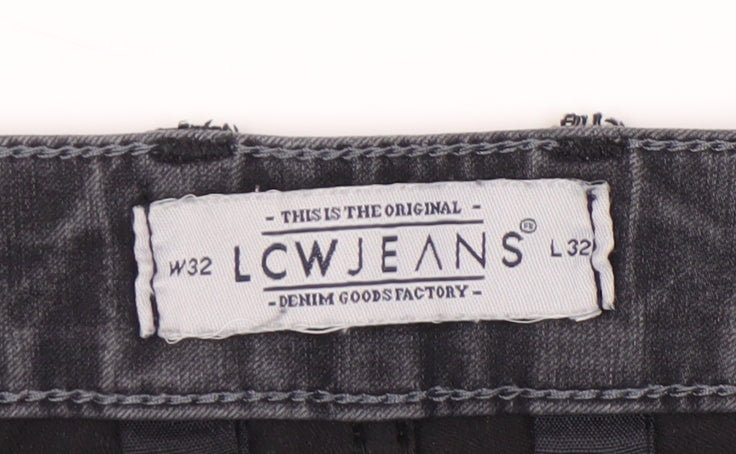 - THIS IS THE ORIGINAL -
W32 LCWJEANS® L32
- DENIM GOODS FACTORY -